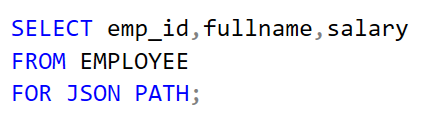 SELECT emp_id,fullname,salary
FROM EMPLOYEE
FOR JSON PATH;